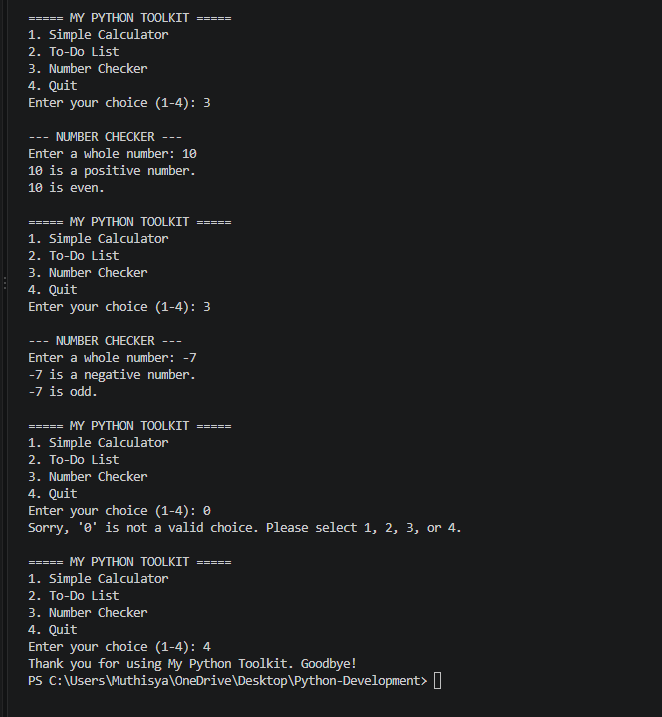 ===== MY PYTHON TOOLKIT =====
1. Simple Calculator
2. To-Do List
3. Number Checker
4. Quit
Enter your choice (1-4): 3

--- NUMBER CHECKER ---
Enter a whole number: 10
10 is a positive number.
10 is even.

===== MY PYTHON TOOLKIT =====
1. Simple Calculator
2. To-Do List
3. Number Checker
4. Quit
Enter your choice (1-4): 3

--- NUMBER CHECKER ---
Enter a whole number: -7
-7 is a negative number.
-7 is odd.

===== MY PYTHON TOOLKIT =====
1. Simple Calculator
2. To-Do List
3. Number Checker
4. Quit
Enter your choice (1-4): 0
Sorry, '0' is not a valid choice. Please select 1, 2, 3, or 4.

===== MY PYTHON TOOLKIT =====
1. Simple Calculator
2. To-Do List
3. Number Checker
4. Quit
Enter your choice (1-4): 4
Thank you for using My Python Toolkit. Goodbye!
PS C:\Users\Muthisya\OneDrive\Desktop\Python-Development>